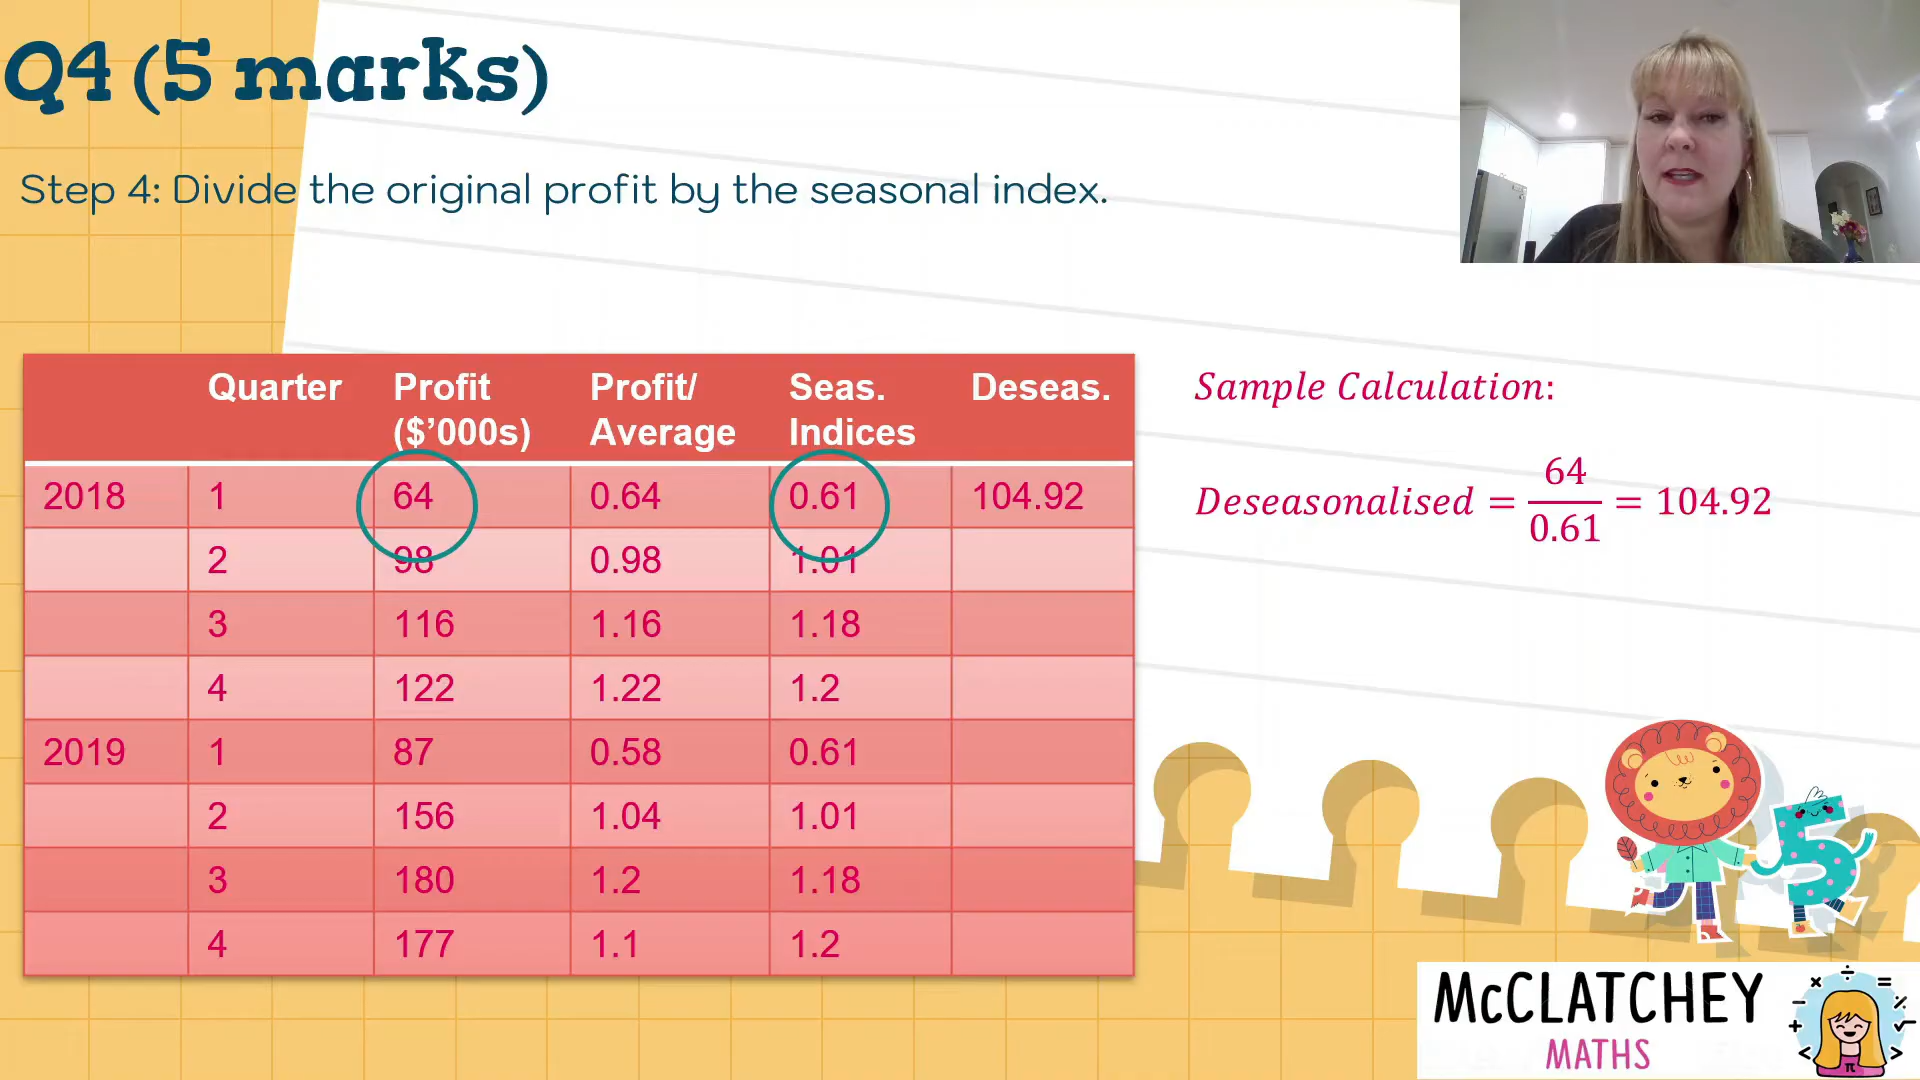 Q4 (5 marks)
Step 4: Divide the original profit by the seasonal index.
Quarter Profit ($’000s) Profit/ Average Seas. Indices Deseas.
2018 1 64 0.64 0.61 104.92
2 98 0.98 1.01
3 116 1.16 1.18
4 122 1.22 1.2
2019 1 87 0.58 0.61
2 156 1.04 1.01
3 180 1.2 1.18
4 177 1.1 1.2
Sample Calculation:
Deseasonalised = 64/0.61 = 104.92
McCLATCHEY
MATHS